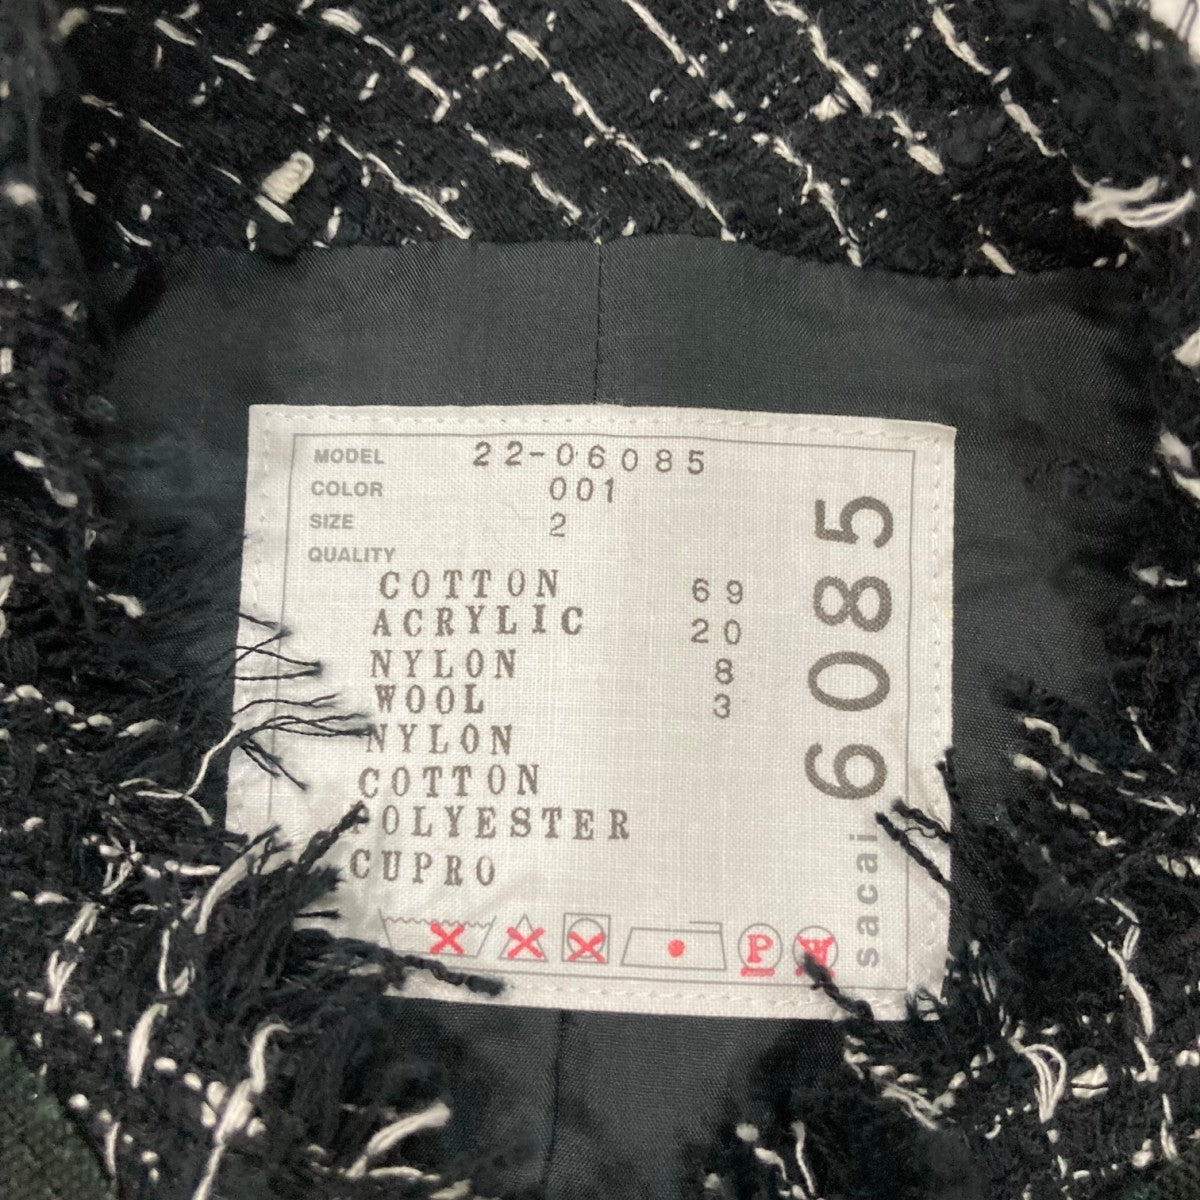 MODEL 22-06085
COLOR 001
SIZE 2
QUALITY
COTTON 69
ACRYLIC 20
NYLON 8
WOOL 3
NYLON
COTTON
POLYESTER
CUPRO
P
W
sacai 6085